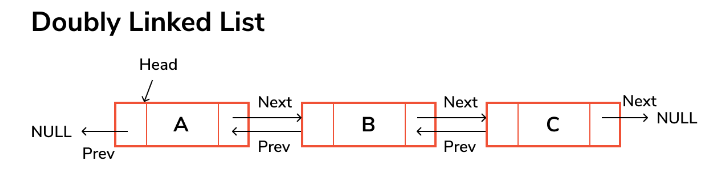 Doubly Linked List
Head
Next
Next
Next
NULL
A
B
C
NULL
Prev
Prev
Prev